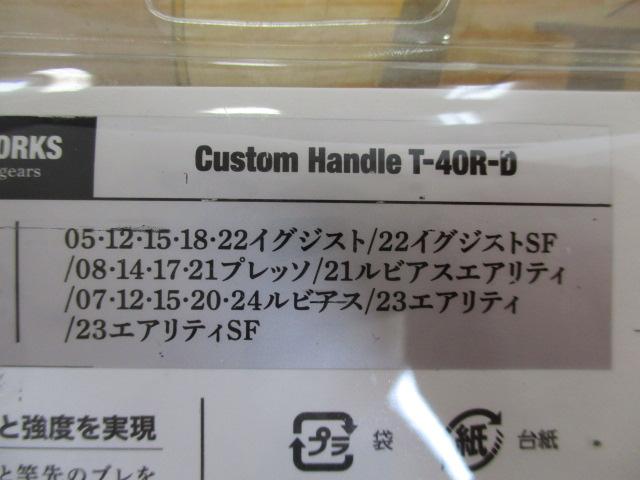 ORKS
gears
Custom Handle T-40R-D
05·12·15·18·22イグジスト/22イグジストSF
/08·14·17·21プレッソ/21ルビアスエアリティ
/07·12·15·20·24ルビアス/23エアリティ
/23エアリティSF
と強度を実現
と竿先のブレを
プラ 袋
紙 台紙